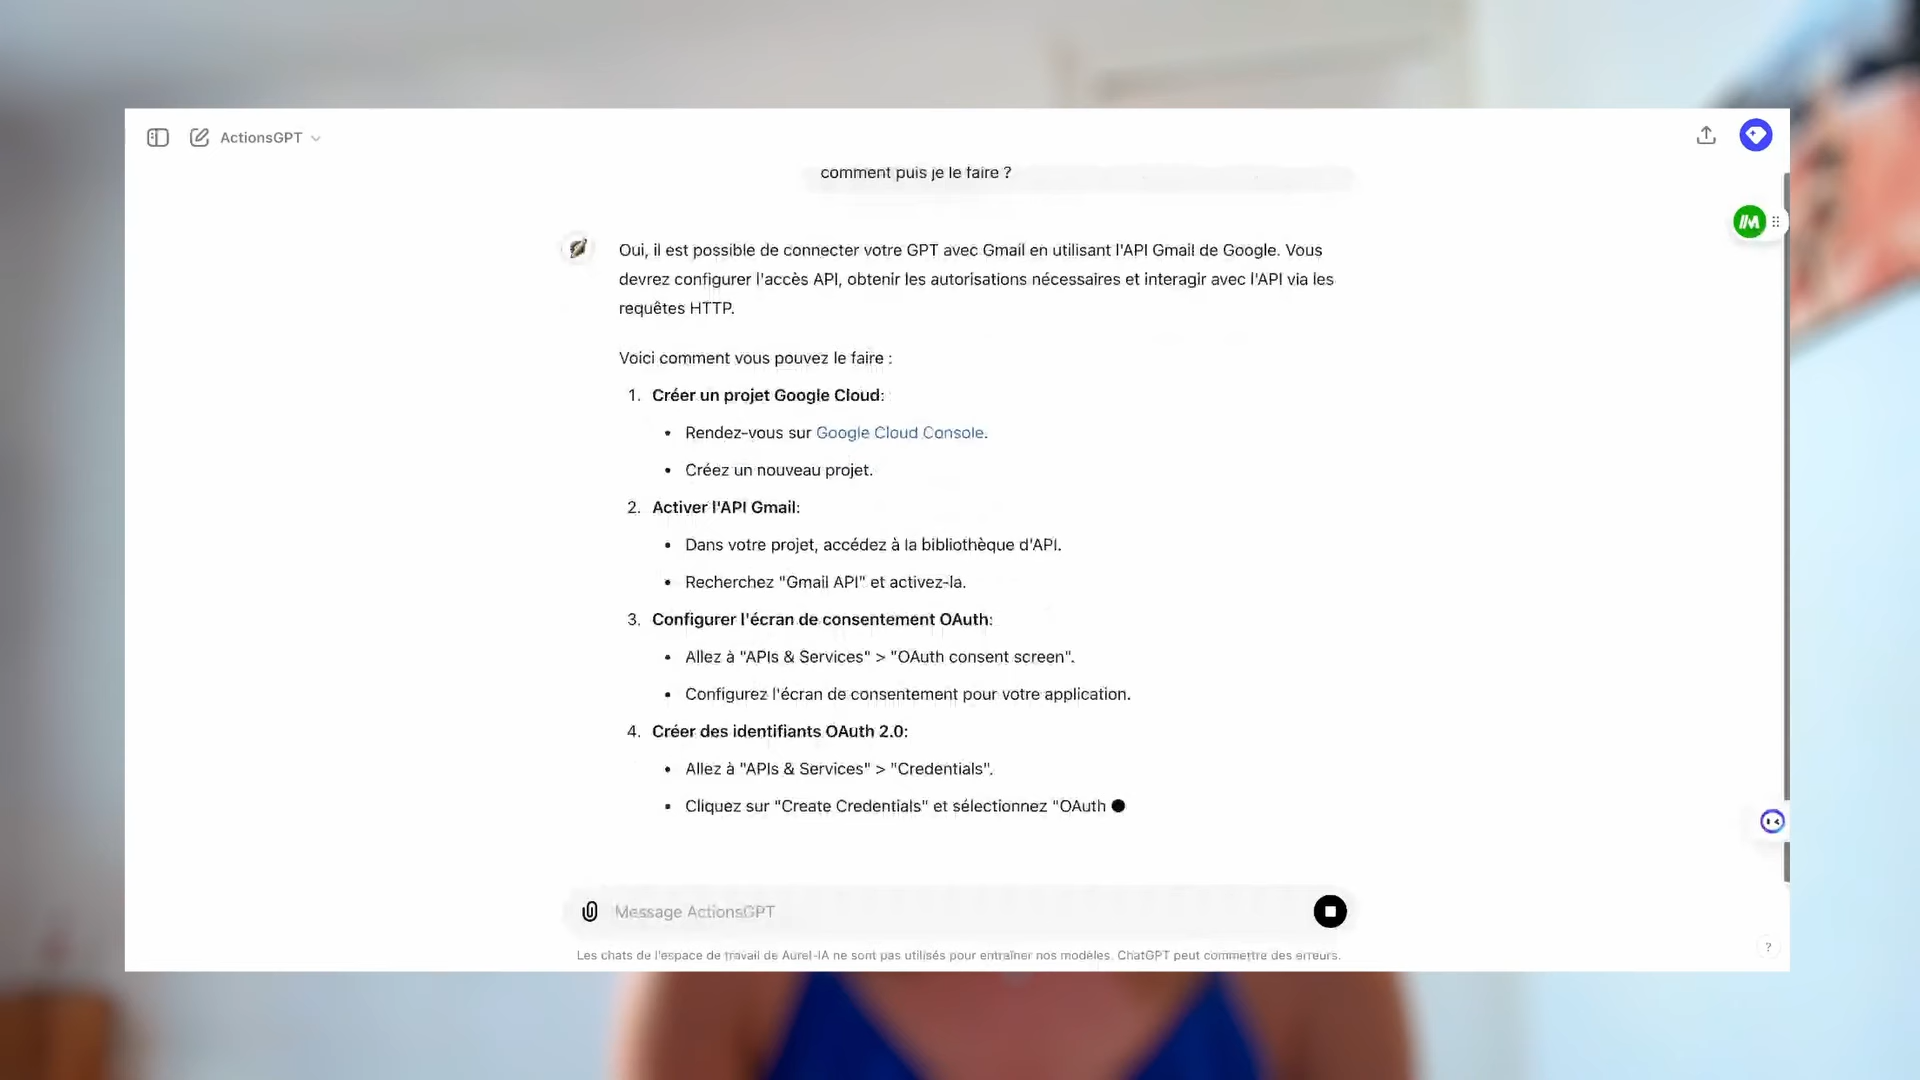 ActionsGPT
comment puis je le faire ?
Oui, il est possible de connecter votre GPT avec Gmail en utilisant l'API Gmail de Google. Vous
devrez configurer l'accès API, obtenir les autorisations nécessaires et interagir avec l'API via les
requêtes HTTP.
Voici comment vous pouvez le faire :
1. Créer un projet Google Cloud:
• Rendez-vous sur Google Cloud Console.
• Créez un nouveau projet.
2. Activer l'API Gmail:
• Dans votre projet, accédez à la bibliothèque d'API.
• Recherchez "Gmail API" et activez-la.
3. Configurer l'écran de consentement OAuth:
• Allez à "APIs & Services" > "OAuth consent screen".
• Configurez l'écran de consentement pour votre application.
4. Créer des identifiants OAuth 2.0:
• Allez à "APIs & Services" > "Credentials".
• Cliquez sur "Create Credentials" et sélectionnez "OAuth
Message ActionsGPT
Les chats de l'espace de travail de Aurel-IA ne sont pas utilisés pour entraîner nos modèles. ChatGPT peut commettre des erreurs.
?